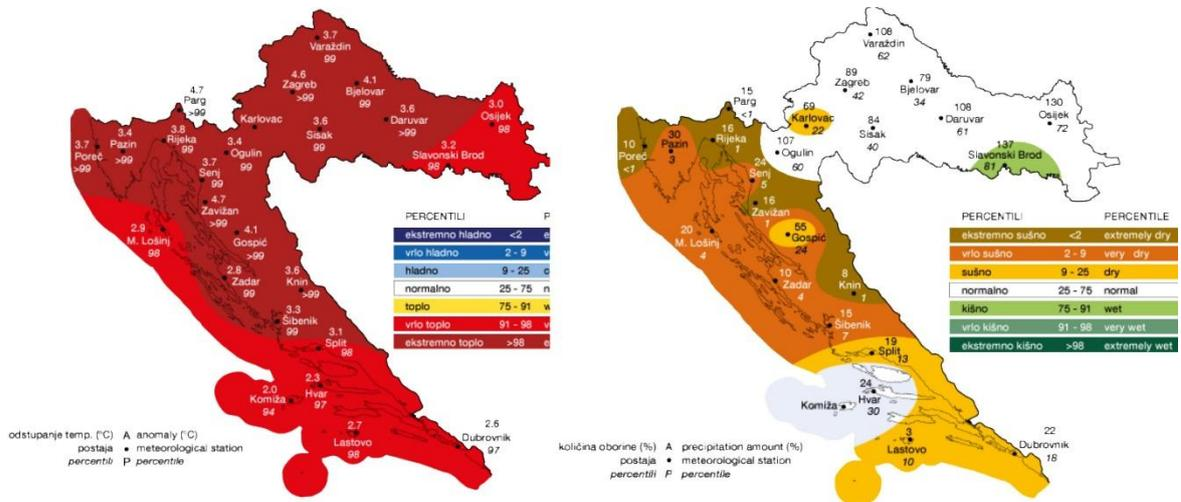 3.7
Varaždin
99
4.6
Zagreb
>99
4.1
Bjelovar
99
4.7
Parg
>99
3.0
Osijek
98
3.6
Daruvar
>99
Karlovac
3.6
Sisak
99
3.8
Rijeka
99
3.4
Pazin
>99
3.7
Poreč
>99
3.4
Ogulin
99
3.2
Slavonski Brod
98
3.7
Senj
99
4.7
Zavižan
>99
4.1
Gospić
>99
2.9
M. Lošinj
98
2.8
Zadar
99
3.6
Knin
>99
3.3
Šibenik
99
3.1
Split
98
2.3
Hvar
97
2.0
Komiža
94
2.7
Lastovo
98
2.6
Dubrovnik
97
PERCENTILI P
ekstremno hladno <2 e
vrlo hladno 2 - 9 v
hladno 9 - 25 c
normalno 25 - 75 n
toplo 75 - 91 w
vrlo toplo 91 - 98 v
ekstremno toplo >98 e
odstupanje temp. (°C) A anomaly (°C)
postaja • meteorological station
percentili P percentile
108
Varaždin
62
89
Zagreb
42
79
Bjelovar
34
15
Parg
<1
69
Karlovac
22
108
Daruvar
61
130
Osijek
72
84
Sisak
40
30
Pazin
3
16
Rijeka
1
10
Poreč
<1
107
Ogulin
60
137
Slavonski Brod
81
24
Senj
5
16
Zavižan
1
55
Gospić
24
20
M. Lošinj
4
10
Zadar
4
8
Knin
1
15
Šibenik
7
19
Split
13
24
Hvar
30
Komiža
3
Lastovo
10
22
Dubrovnik
18
PERCENTILI PERCENTILE
ekstremno sušno <2 extremely dry
vrlo sušno 2 - 9 very dry
sušno 9 - 25 dry
normalno 25 - 75 normal
kišno 75 - 91 wet
vrlo kišno 91 - 98 very wet
ekstremno kišno >98 extremely wet
količina oborine (%) A precipitation amount (%)
postaja • meteorological station
percentili P percentile